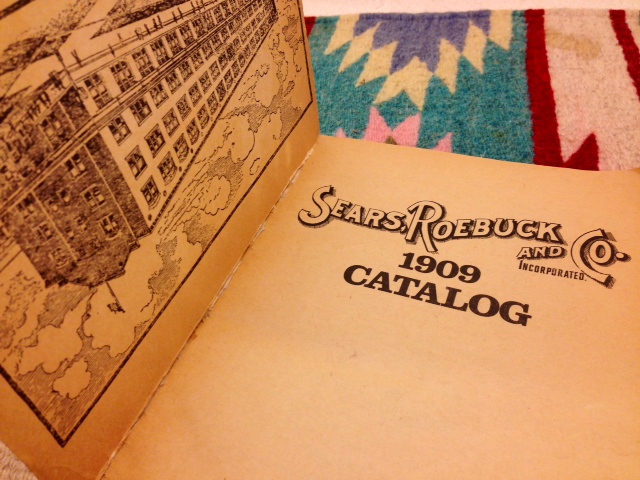 SEARS, ROEBUCK AND CO.
INCORPORATED.
1909
CATALOG